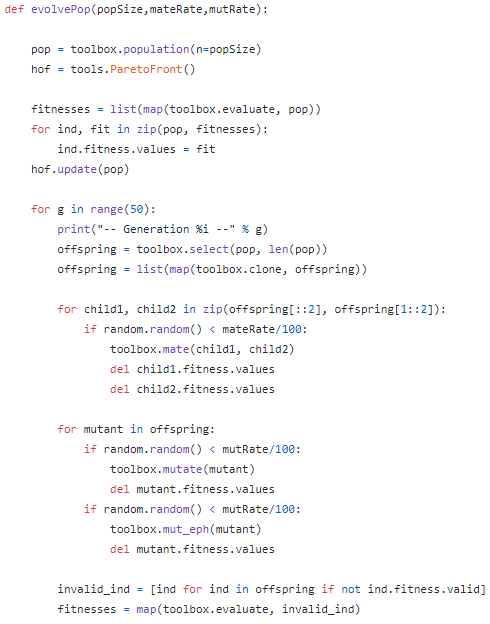 def evolvePop(popSize,mateRate,mutRate):
    pop = toolbox.population(n=popSize)
    hof = tools.ParetoFront()
    fitnesses = list(map(toolbox.evaluate, pop))
    for ind, fit in zip(pop, fitnesses):
        ind.fitness.values = fit
    hof.update(pop)
    for g in range(50):
        print("-- Generation %i --" % g)
        offspring = toolbox.select(pop, len(pop))
        offspring = list(map(toolbox.clone, offspring))
        for child1, child2 in zip(offspring[::2], offspring[1::2]):
            if random.random() < mateRate/100:
                toolbox.mate(child1, child2)
                del child1.fitness.values
                del child2.fitness.values
        for mutant in offspring:
            if random.random() < mutRate/100:
                toolbox.mutate(mutant)
                del mutant.fitness.values
            if random.random() < mutRate/100:
                toolbox.mut_eph(mutant)
                del mutant.fitness.values
        invalid_ind = [ind for ind in offspring if not ind.fitness.valid]
        fitnesses = map(toolbox.evaluate, invalid_ind)